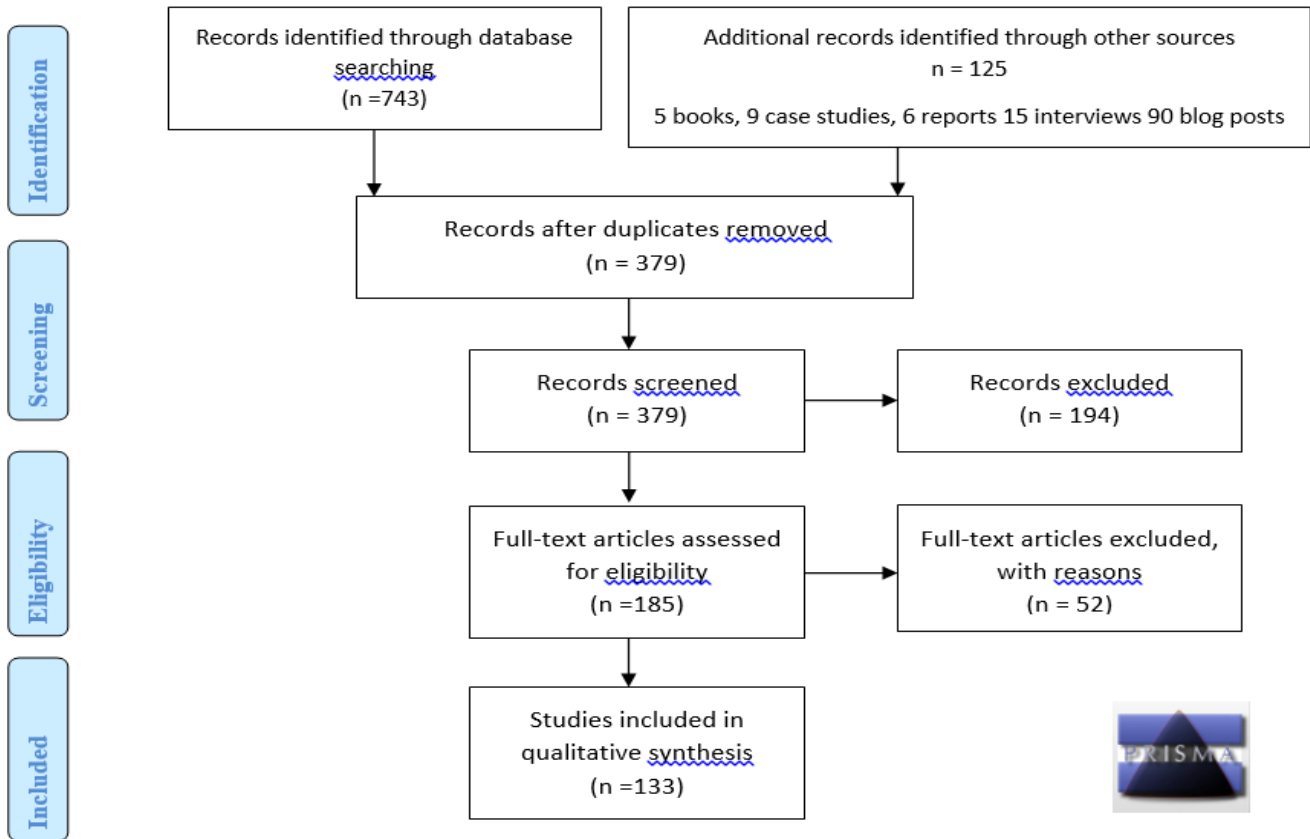 Identification
Records identified through database
searching
(n =743)
Additional records identified through other sources
n = 125
5 books, 9 case studies, 6 reports 15 interviews 90 blog posts
Records after duplicates removed
(n = 379)
Screening
Records screened
(n = 379)
Records excluded
(n = 194)
Eligibility
Full-text articles assessed
for eligibility
(n =185)
Full-text articles excluded,
with reasons
(n = 52)
Included
Studies included in
qualitative synthesis
(n =133)
PRISMA